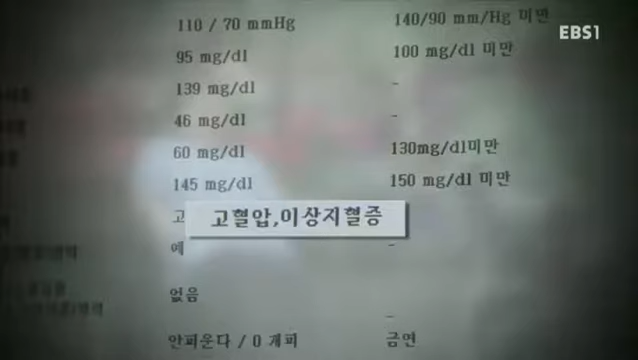 110 / 70 mmHg 140/90 mm/Hg 미만
EBS1
95 mg/dl 100 mg/dl 미만
139 mg/dl -
46 mg/dl -
60 mg/dl 130mg/dl미만
145 mg/dl 150 mg/dl 미만
고혈압,이상지혈증
예 -
없음
-
안피운다 / 0 개피 금연